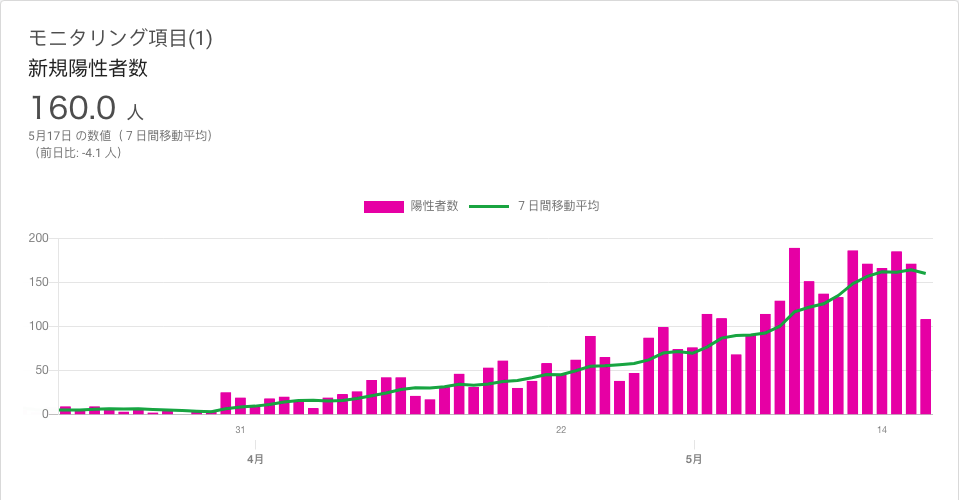 モニタリング項目(1)
新規陽性者数
160.0 人
5月17日 の数値（７日間移動平均）
（前日比: -4.1 人）
陽性者数 ７日間移動平均
200
150
100
50
0
31 22 14
4月 5月